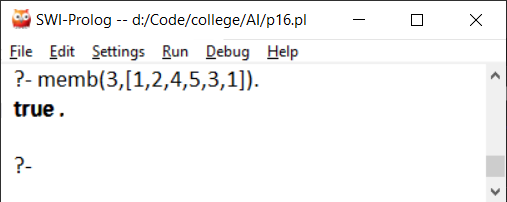 SWI-Prolog -- d:/Code/college/AI/p16.pl
File Edit Settings Run Debug Help
?- memb(3,[1,2,4,5,3,1]).
true .
?-